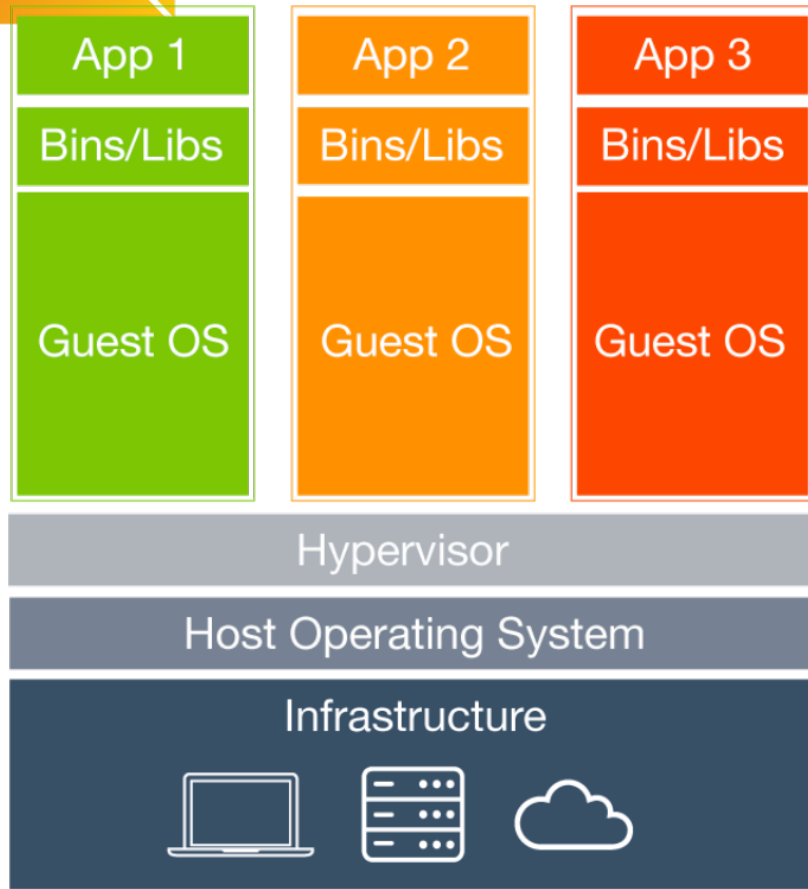 App 1
App 2
App 3
Bins/Libs
Bins/Libs
Bins/Libs
Guest OS
Guest OS
Guest OS
Hypervisor
Host Operating System
Infrastructure